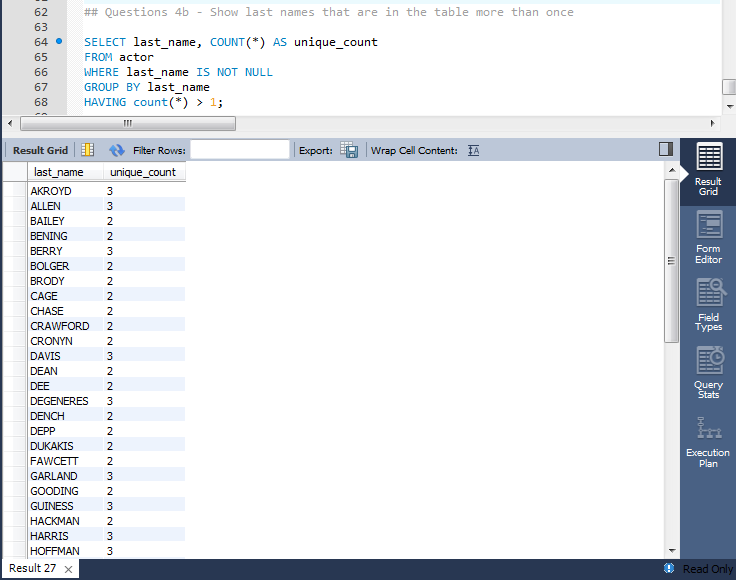 62 ## Questions 4b - Show last names that are in the table more than once
63
64 SELECT last_name, COUNT(*) AS unique_count
65 FROM actor
66 WHERE last_name IS NOT NULL
67 GROUP BY last_name
68 HAVING count(*) > 1;
Result Grid Filter Rows: Export: Wrap Cell Content:
last_name unique_count
AKROYD 3
ALLEN 3
BAILEY 2
BENING 2
BERRY 3
BOLGER 2
BRODY 2
CAGE 2
CHASE 2
CRAWFORD 2
CRONYN 2
DAVIS 3
DEAN 2
DEE 2
DEGENERES 3
DENCH 2
DEPP 2
DUKAKIS 2
FAWCETT 2
GARLAND 3
GOODING 2
GUINESS 3
HACKMAN 2
HARRIS 3
HOFFMAN 3
Result
Grid
Form
Editor
Field
Types
Query
Stats
Execution
Plan
Result 27
Read Only